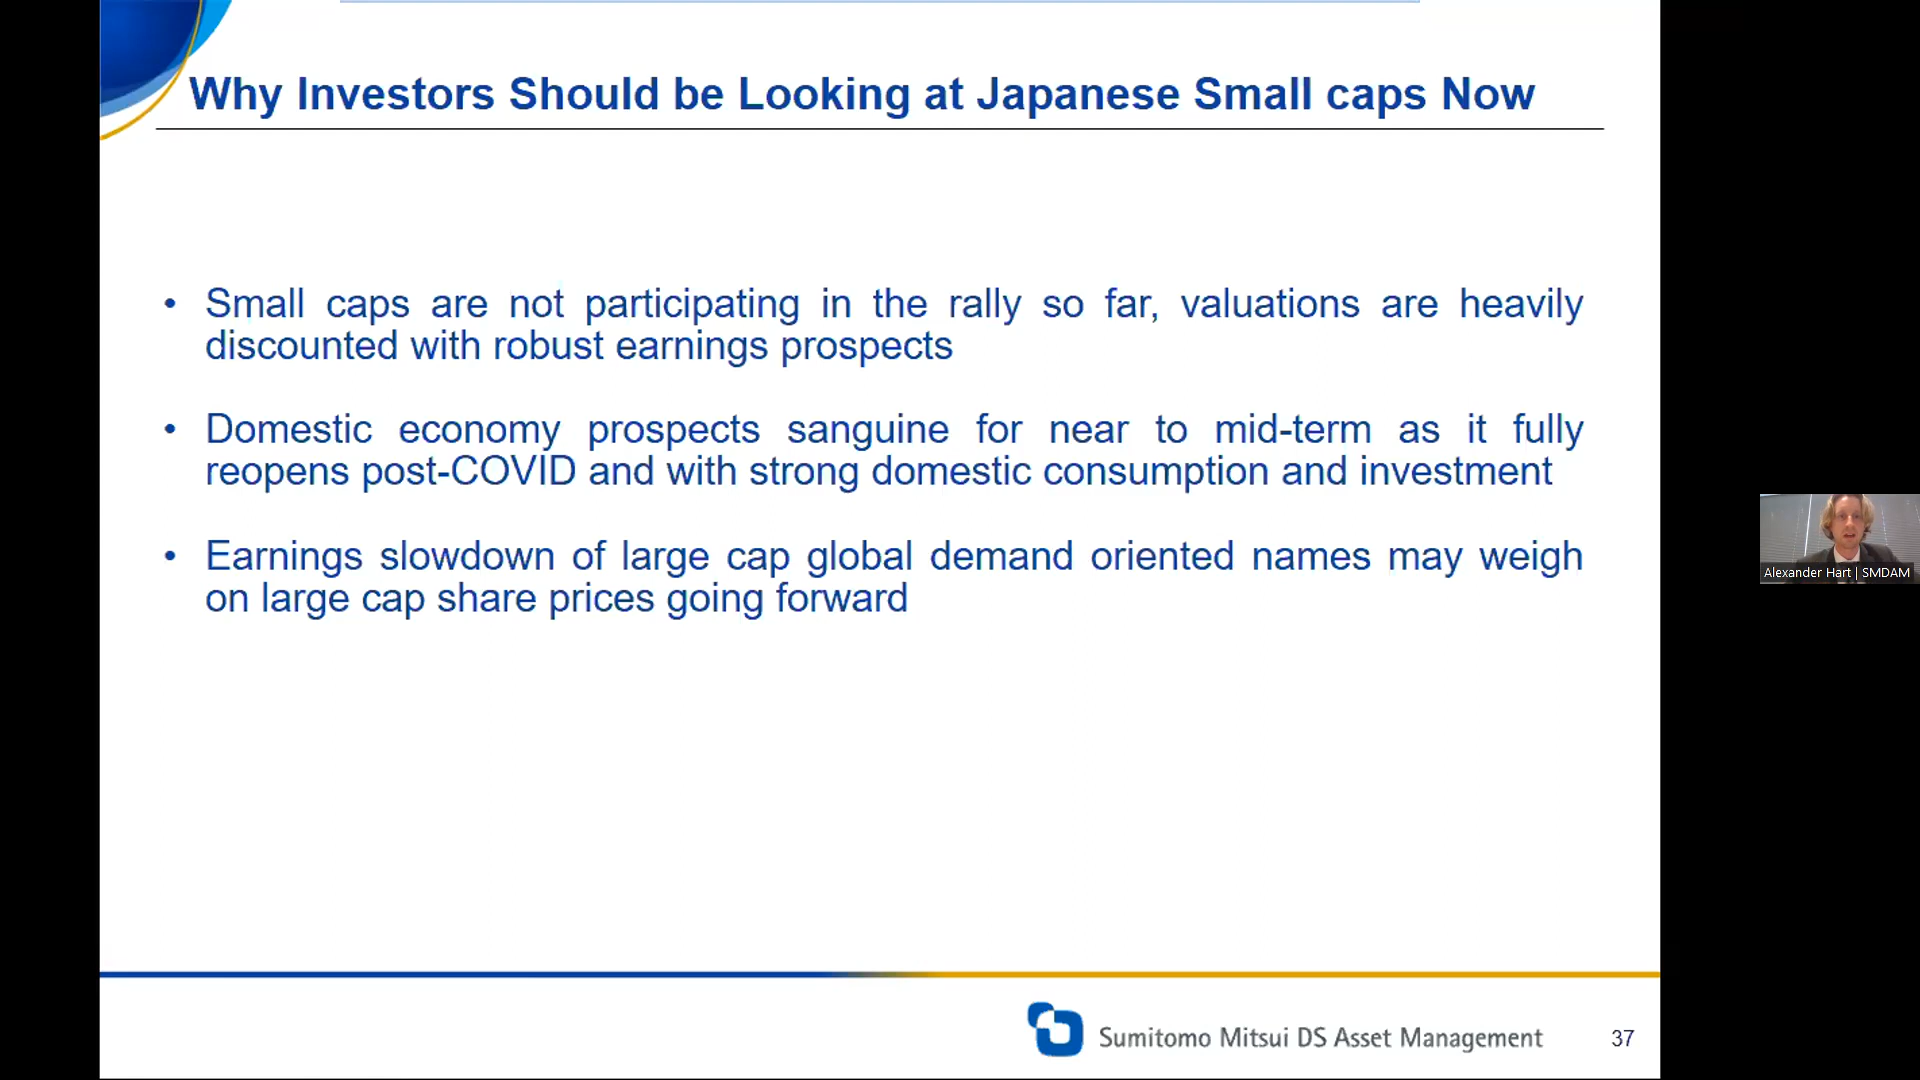 Why Investors Should be Looking at Japanese Small caps Now
• Small caps are not participating in the rally so far, valuations are heavily
discounted with robust earnings prospects
• Domestic economy prospects sanguine for near to mid-term as it fully
reopens post-COVID and with strong domestic consumption and investment
• Earnings slowdown of large cap global demand oriented names may weigh
on large cap share prices going forward
Alexander Hart | SMDAM
Sumitomo Mitsui DS Asset Management
37